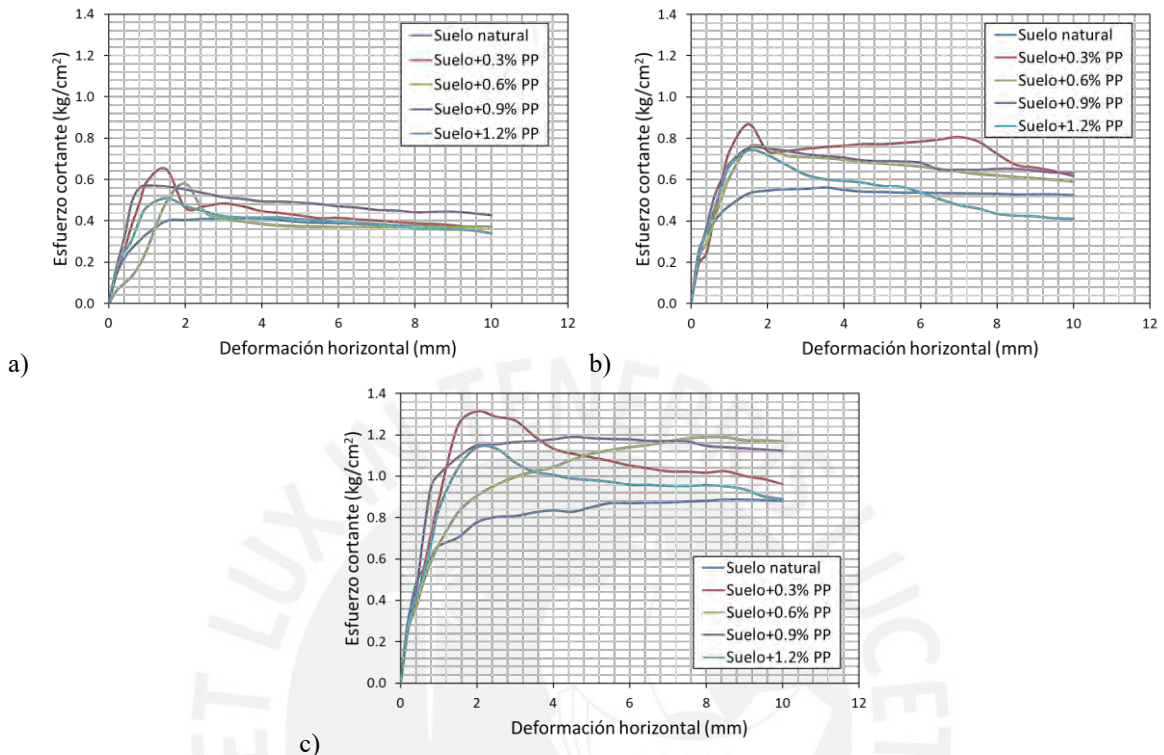 1.4
1.2
1.0
0.8
0.6
0.4
0.2
0.0
Esfuerzo cortante (kg/cm²)
0 2 4 6 8 10 12
Deformación horizontal (mm)
Suelo natural
Suelo+0.3% PP
Suelo+0.6% PP
Suelo+0.9% PP
Suelo+1.2% PP
a)
1.4
1.2
1.0
0.8
0.6
0.4
0.2
0.0
Esfuerzo cortante (kg/cm²)
0 2 4 6 8 10 12
Deformación horizontal (mm)
Suelo natural
Suelo+0.3% PP
Suelo+0.6% PP
Suelo+0.9% PP
Suelo+1.2% PP
b)
1.4
1.2
1.0
0.8
0.6
0.4
0.2
0.0
Esfuerzo cortante (kg/cm²)
0 2 4 6 8 10 12
Deformación horizontal (mm)
Suelo natural
Suelo+0.3% PP
Suelo+0.6% PP
Suelo+0.9% PP
Suelo+1.2% PP
c)
ET LUX IN